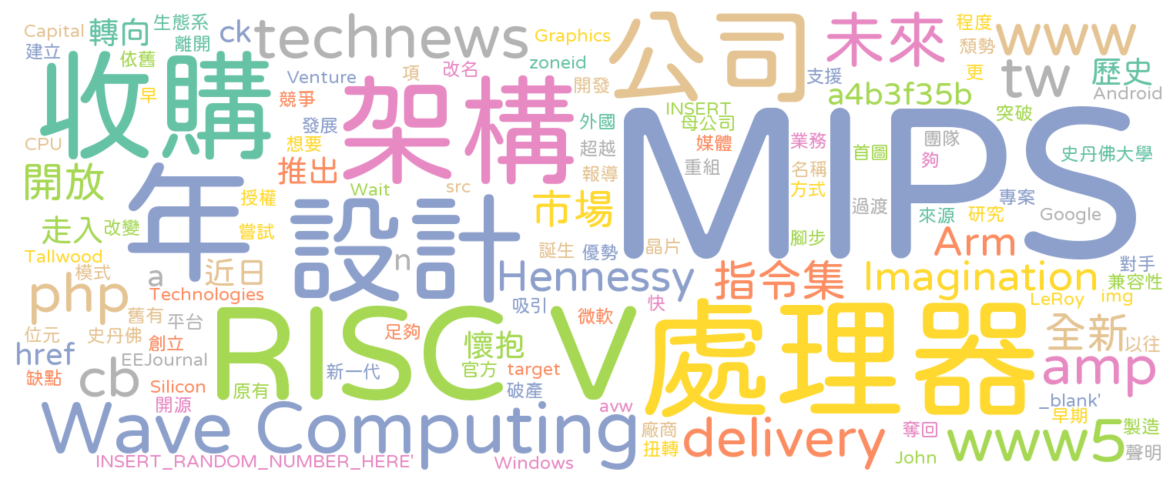 Capital 轉向 生態系 ck technews Graphics 公司 未來 程度 www
建立 離開 zoneid 頹勢
依舊 Venture 項 改名 開發 支援 更 tw 歷史
收購 早 競爭 架構 INSERT a4b3f35b Android
CPU 發展 外國 母公司 MIPS 突破
想要 超越 媒體 業務 首圖 團隊 史丹佛大學
開放 年 推出 報導 重組 名稱 夠
授權 設計 Wait src 市場 方式 過渡 來源 研究 專案 Google
走入 改變 嘗試 腳步 Arm
Tallwood 近日 n 誕生 優勢 晶片 對手
模式 a Hennessy 指令集 Imagination 兼容性
php Technologies 吸引 快 LeRoy img
舊有 平台 RISC V 足夠 微軟 處理器 全新 以往
位元 史丹佛 創立 懷抱
href EEJournal 官方 target amp
缺點 cb Silicon 原有 新一代 破產 _blank'
開源 avw 早期
Wave Computing 廠商 delivery 奪回 www5 製造
INSERT_RANDOM_NUMBER_HERE' Windows 扭轉 John 聲明